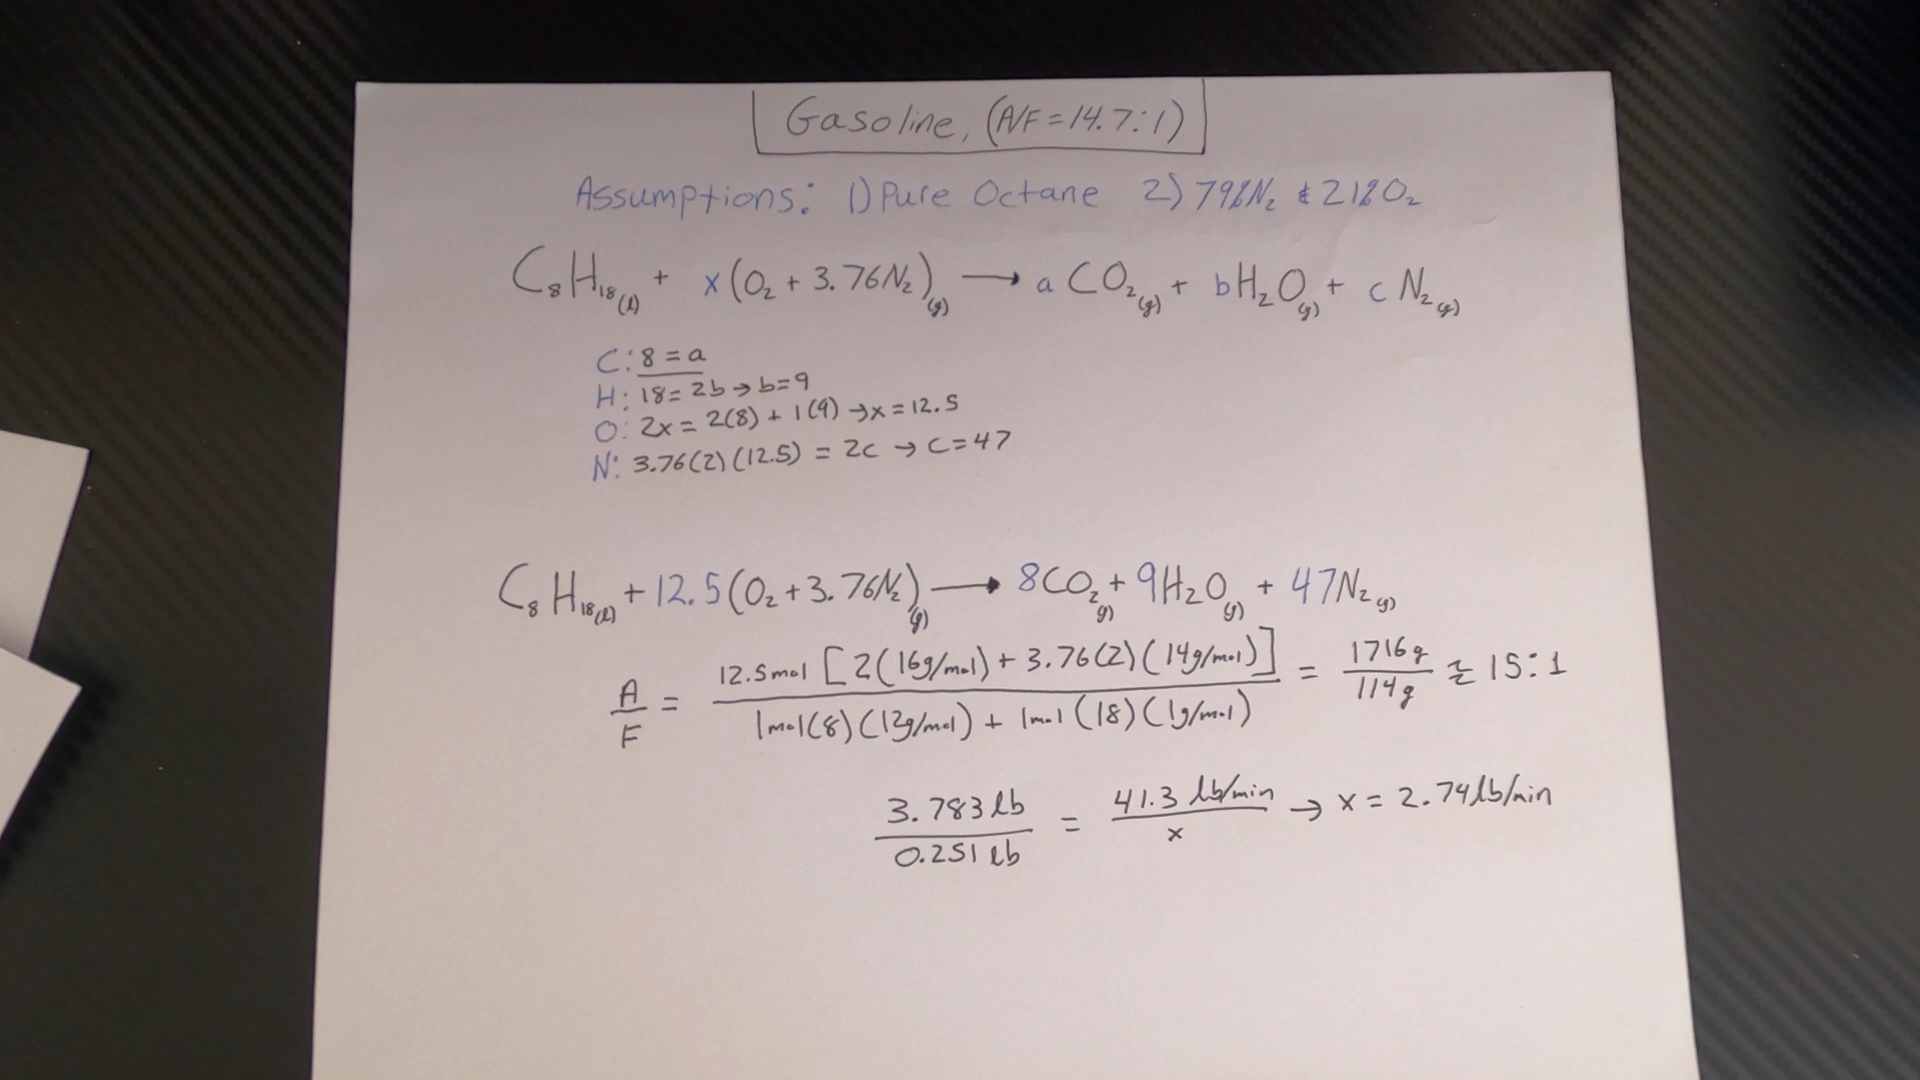 Gasoline, (A/F = 14.7:1)
Assumptions: 1) Pure Octane 2) 79% N₂ & 21% O₂
C₈H₁₈(l) + x(O₂ + 3.76N₂)(g) → a CO₂(g) + bH₂O(g) + c N₂(g)
C: 8 = a
H: 18 = 2b → b = 9
O: 2x = 2(8) + 1(9) → x = 12.5
N: 3.76(2)(12.5) = 2c → c = 47
C₈H₁₈(l) + 12.5(O₂ + 3.76N₂)(g) → 8CO₂(g) + 9H₂O(g) + 47N₂(g)
A/F = 12.5mol [2(16g/mol) + 3.76(2)(14g/mol)] / 1mol(8)(12g/mol) + 1mol(18)(1g/mol) = 1716g / 114g ≈ 15:1
3.783 lb / 0.251 lb = 41.3 lb/min / x → x = 2.74 lb/min